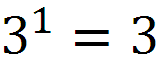 3¹ = 3